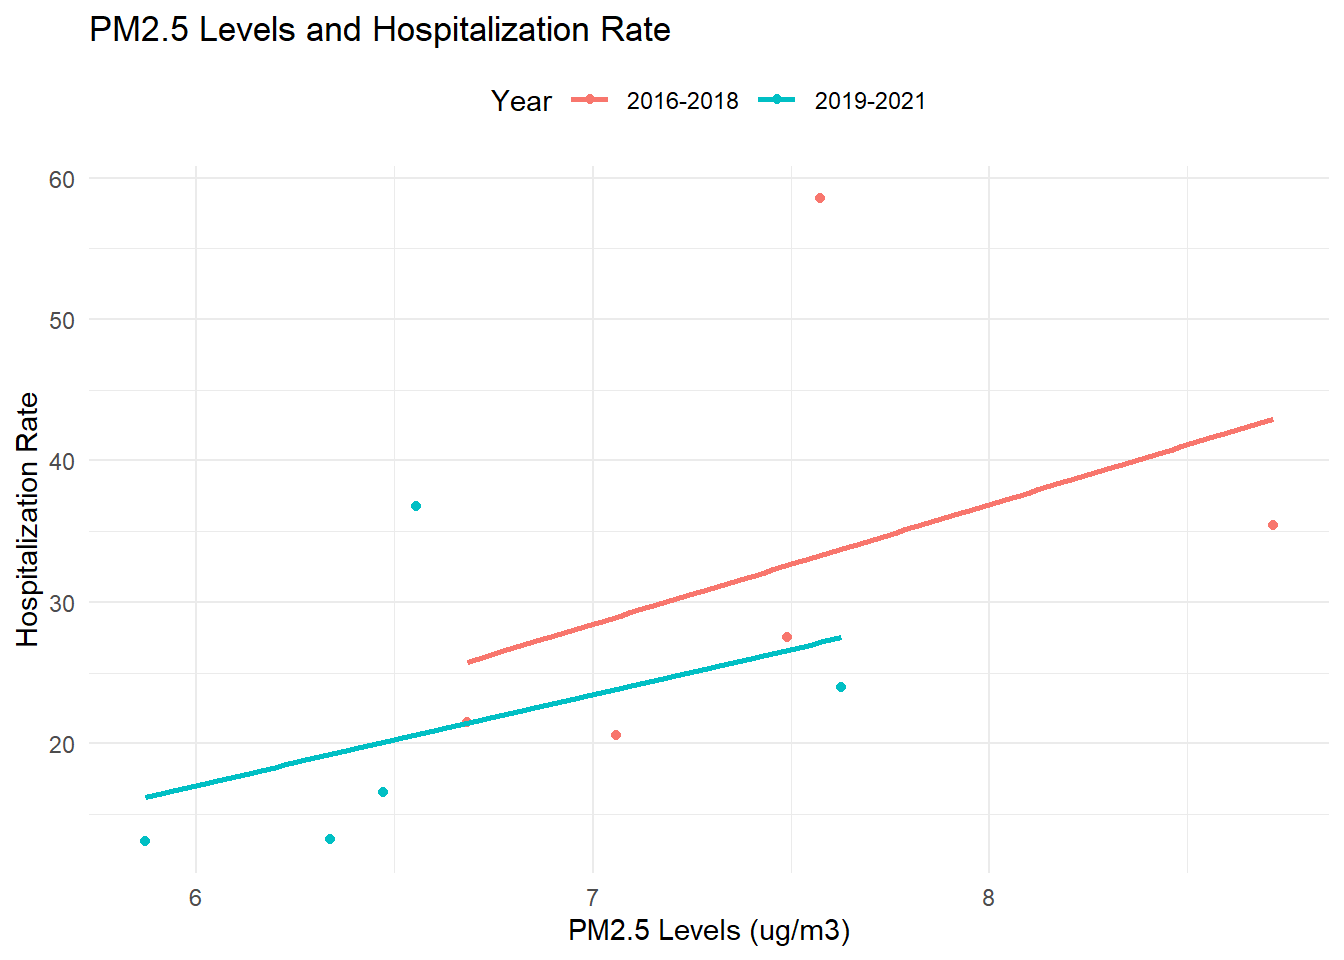 PM2.5 Levels and Hospitalization Rate
Year 2016-2018 2019-2021
60
50
40
30
20
Hospitalization Rate
6 7 8
PM2.5 Levels (ug/m3)